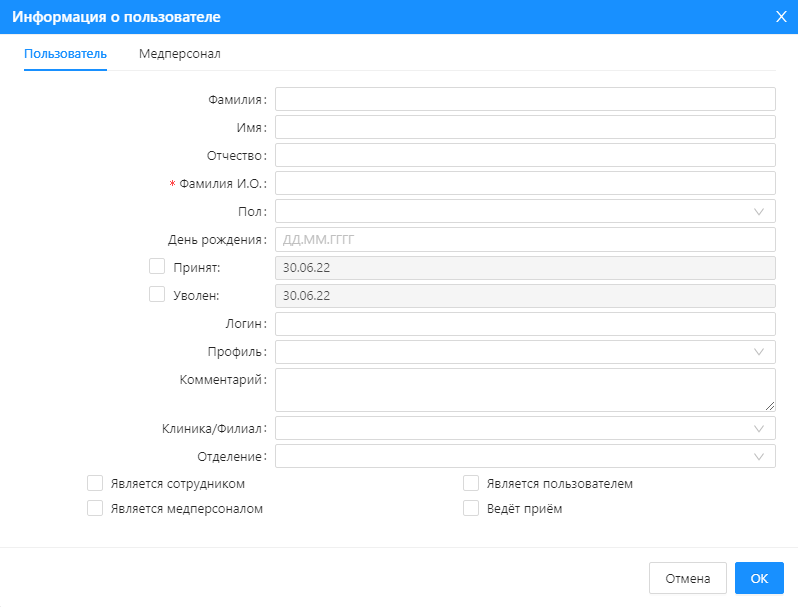 Информация о пользователе
Пользователь Медперсонал
Фамилия:
Имя:
Отчество:
* Фамилия И.О.:
Пол:
День рождения: ДД.ММ.ГГГГ
Принят: 30.06.22
Уволен: 30.06.22
Логин:
Профиль:
Комментарий:
Клиника/Филиал:
Отделение:
Является сотрудником Является пользователем
Является медперсоналом Ведёт приём
Отмена ОК